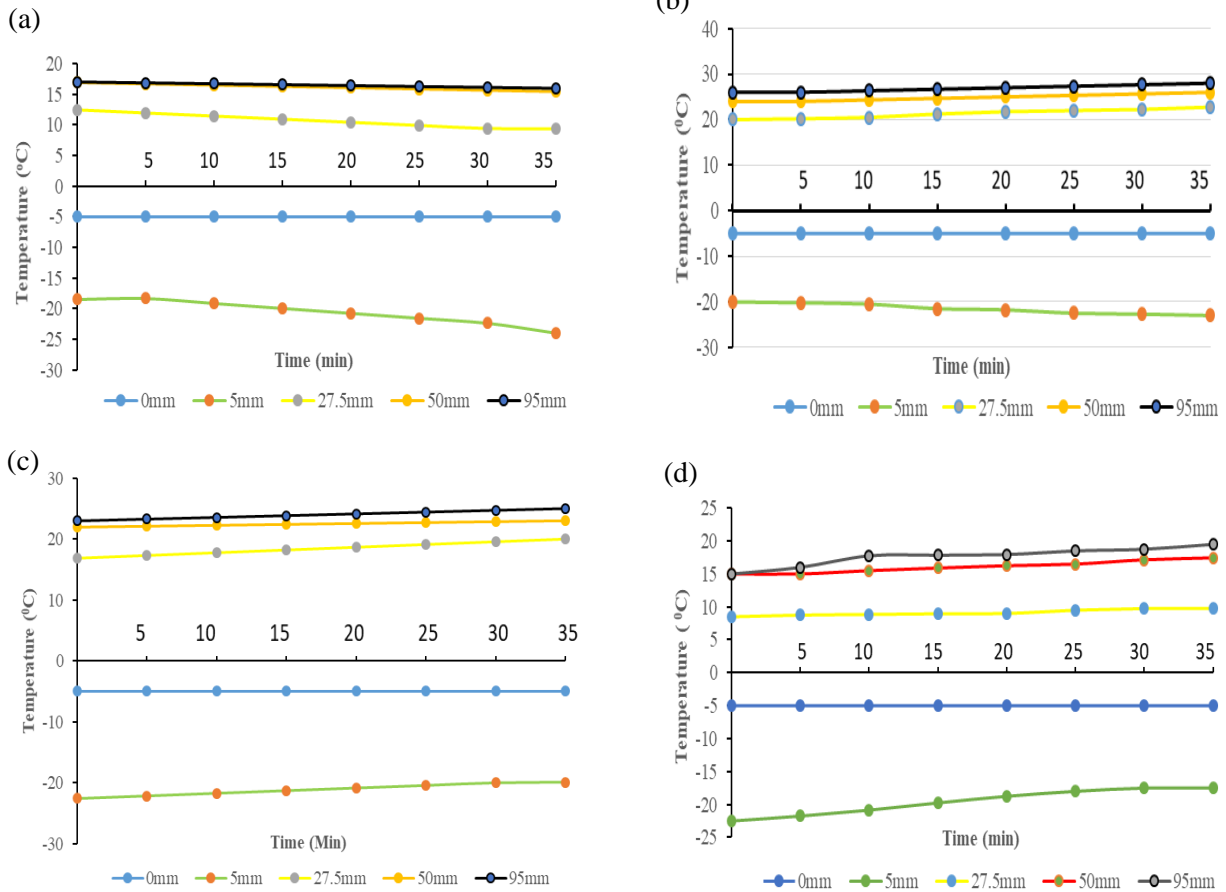 (a)
20
15
10
5
0
-5
-10
-15
-20
-25
-30
5 10 15 20 25 30 35
Temperature (⁰C)
Time (min)
0mm 5mm 27.5mm 50mm 95mm
(b)
40
30
20
10
0
-10
-20
-30
5 10 15 20 25 30 35
Temperature (⁰C)
Time (min)
0mm 5mm 27.5mm 50mm 95mm
(c)
30
20
10
0
-10
-20
-30
5 10 15 20 25 30 35
Temperature (⁰C)
Time (Min)
0mm 5mm 27.5mm 50mm 95mm
(d)
25
20
15
10
5
0
-5
-10
-15
-20
-25
5 10 15 20 25 30 35
Temperature ( ⁰C)
Time (min)
0mm 5mm 27.5mm 50mm 95mm